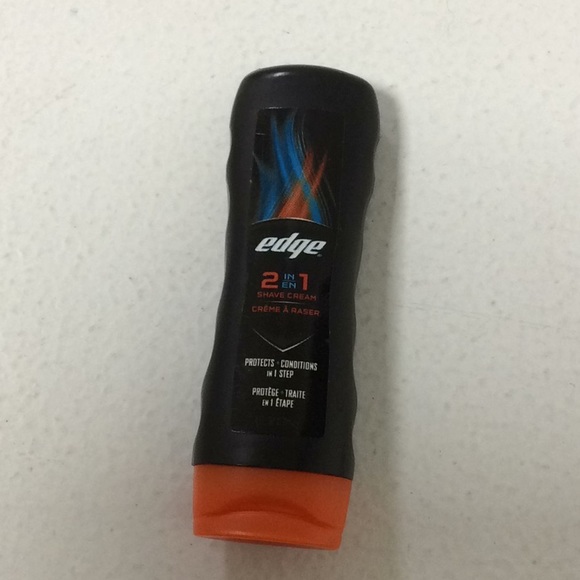 edge
2 IN EN 1
SHAVE CREAM
CRÈME À RASER
PROTECTS + CONDITIONS
IN 1 STEP
PROTÈGE + TRAITE
EN 1 ÉTAPE